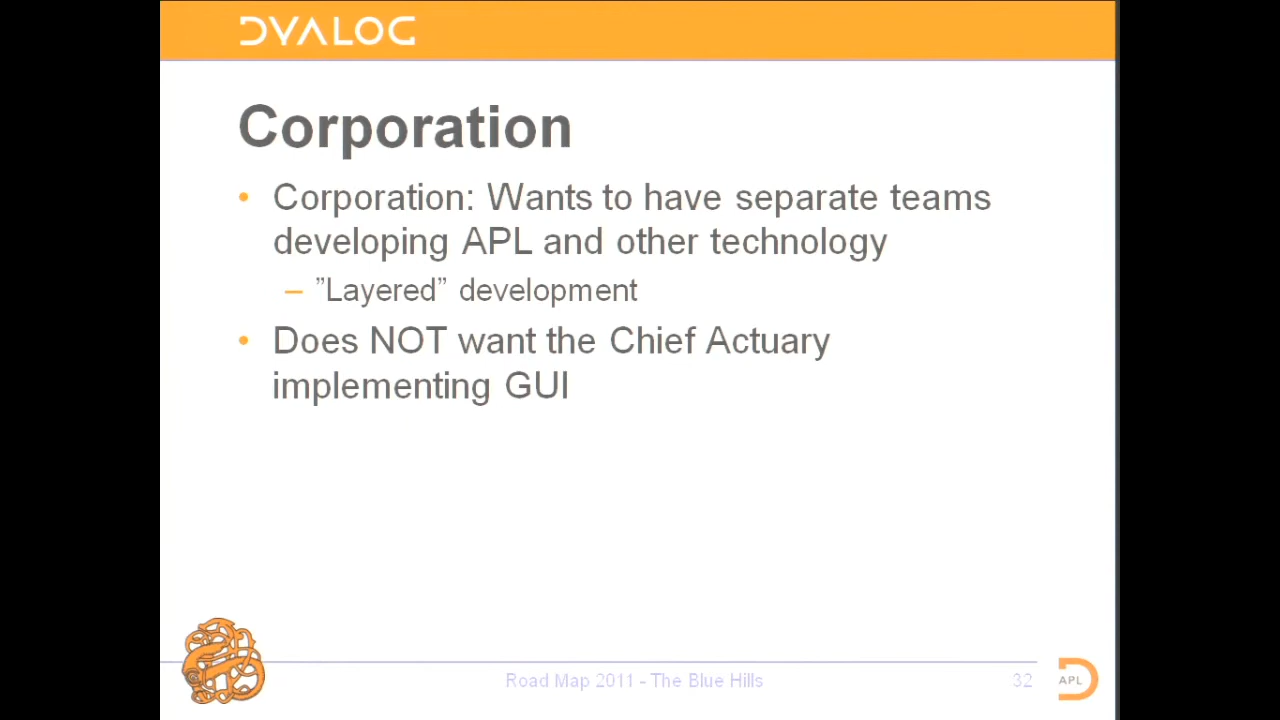 DYALOG
Corporation
• Corporation: Wants to have separate teams
developing APL and other technology
– ”Layered” development
• Does NOT want the Chief Actuary
implementing GUI
Road Map 2011 - The Blue Hills
32
APL